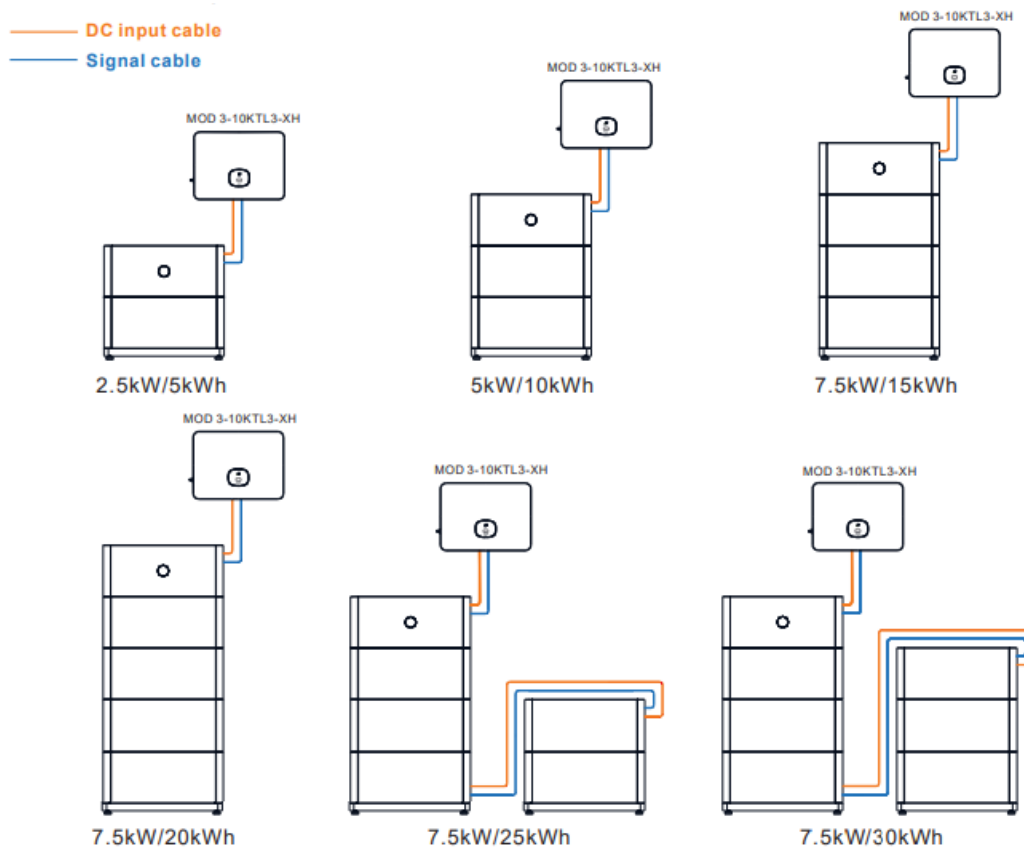 DC input cable
Signal cable
MOD 3-10KTL3-XH
MOD 3-10KTL3-XH
MOD 3-10KTL3-XH
2.5kW/5kWh
5kW/10kWh
7.5kW/15kWh
MOD 3-10KTL3-XH
MOD 3-10KTL3-XH
MOD 3-10KTL3-XH
7.5kW/20kWh
7.5kW/25kWh
7.5kW/30kWh